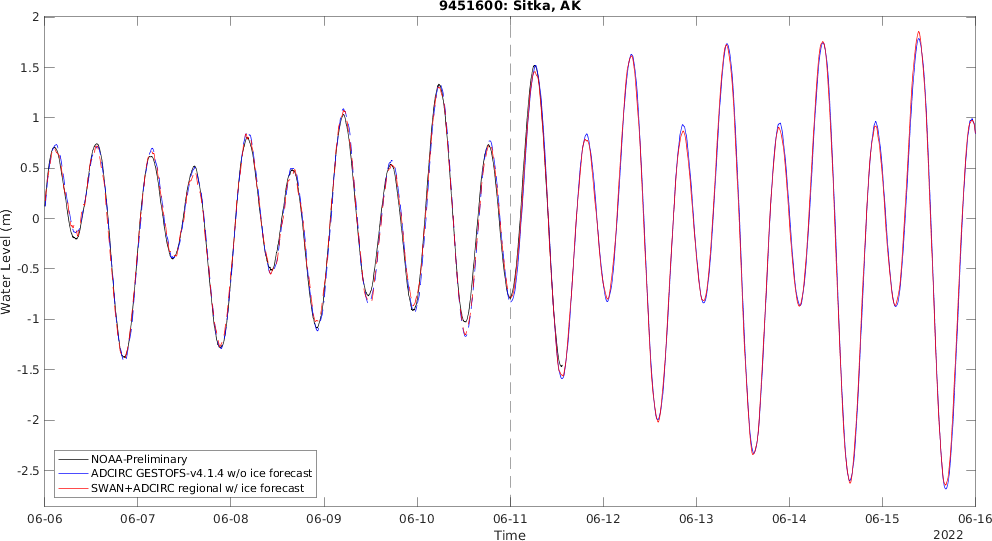 9451600: Sitka, AK
Water Level (m)
2
1.5
1
0.5
0
-0.5
-1
-1.5
-2
-2.5
NOAA-Preliminary
ADCIRC GESTOFS-v4.1.4 w/o ice forecast
SWAN+ADCIRC regional w/ ice forecast
06-06 06-07 06-08 06-09 06-10 06-11 06-12 06-13 06-14 06-15 06-16
Time
2022